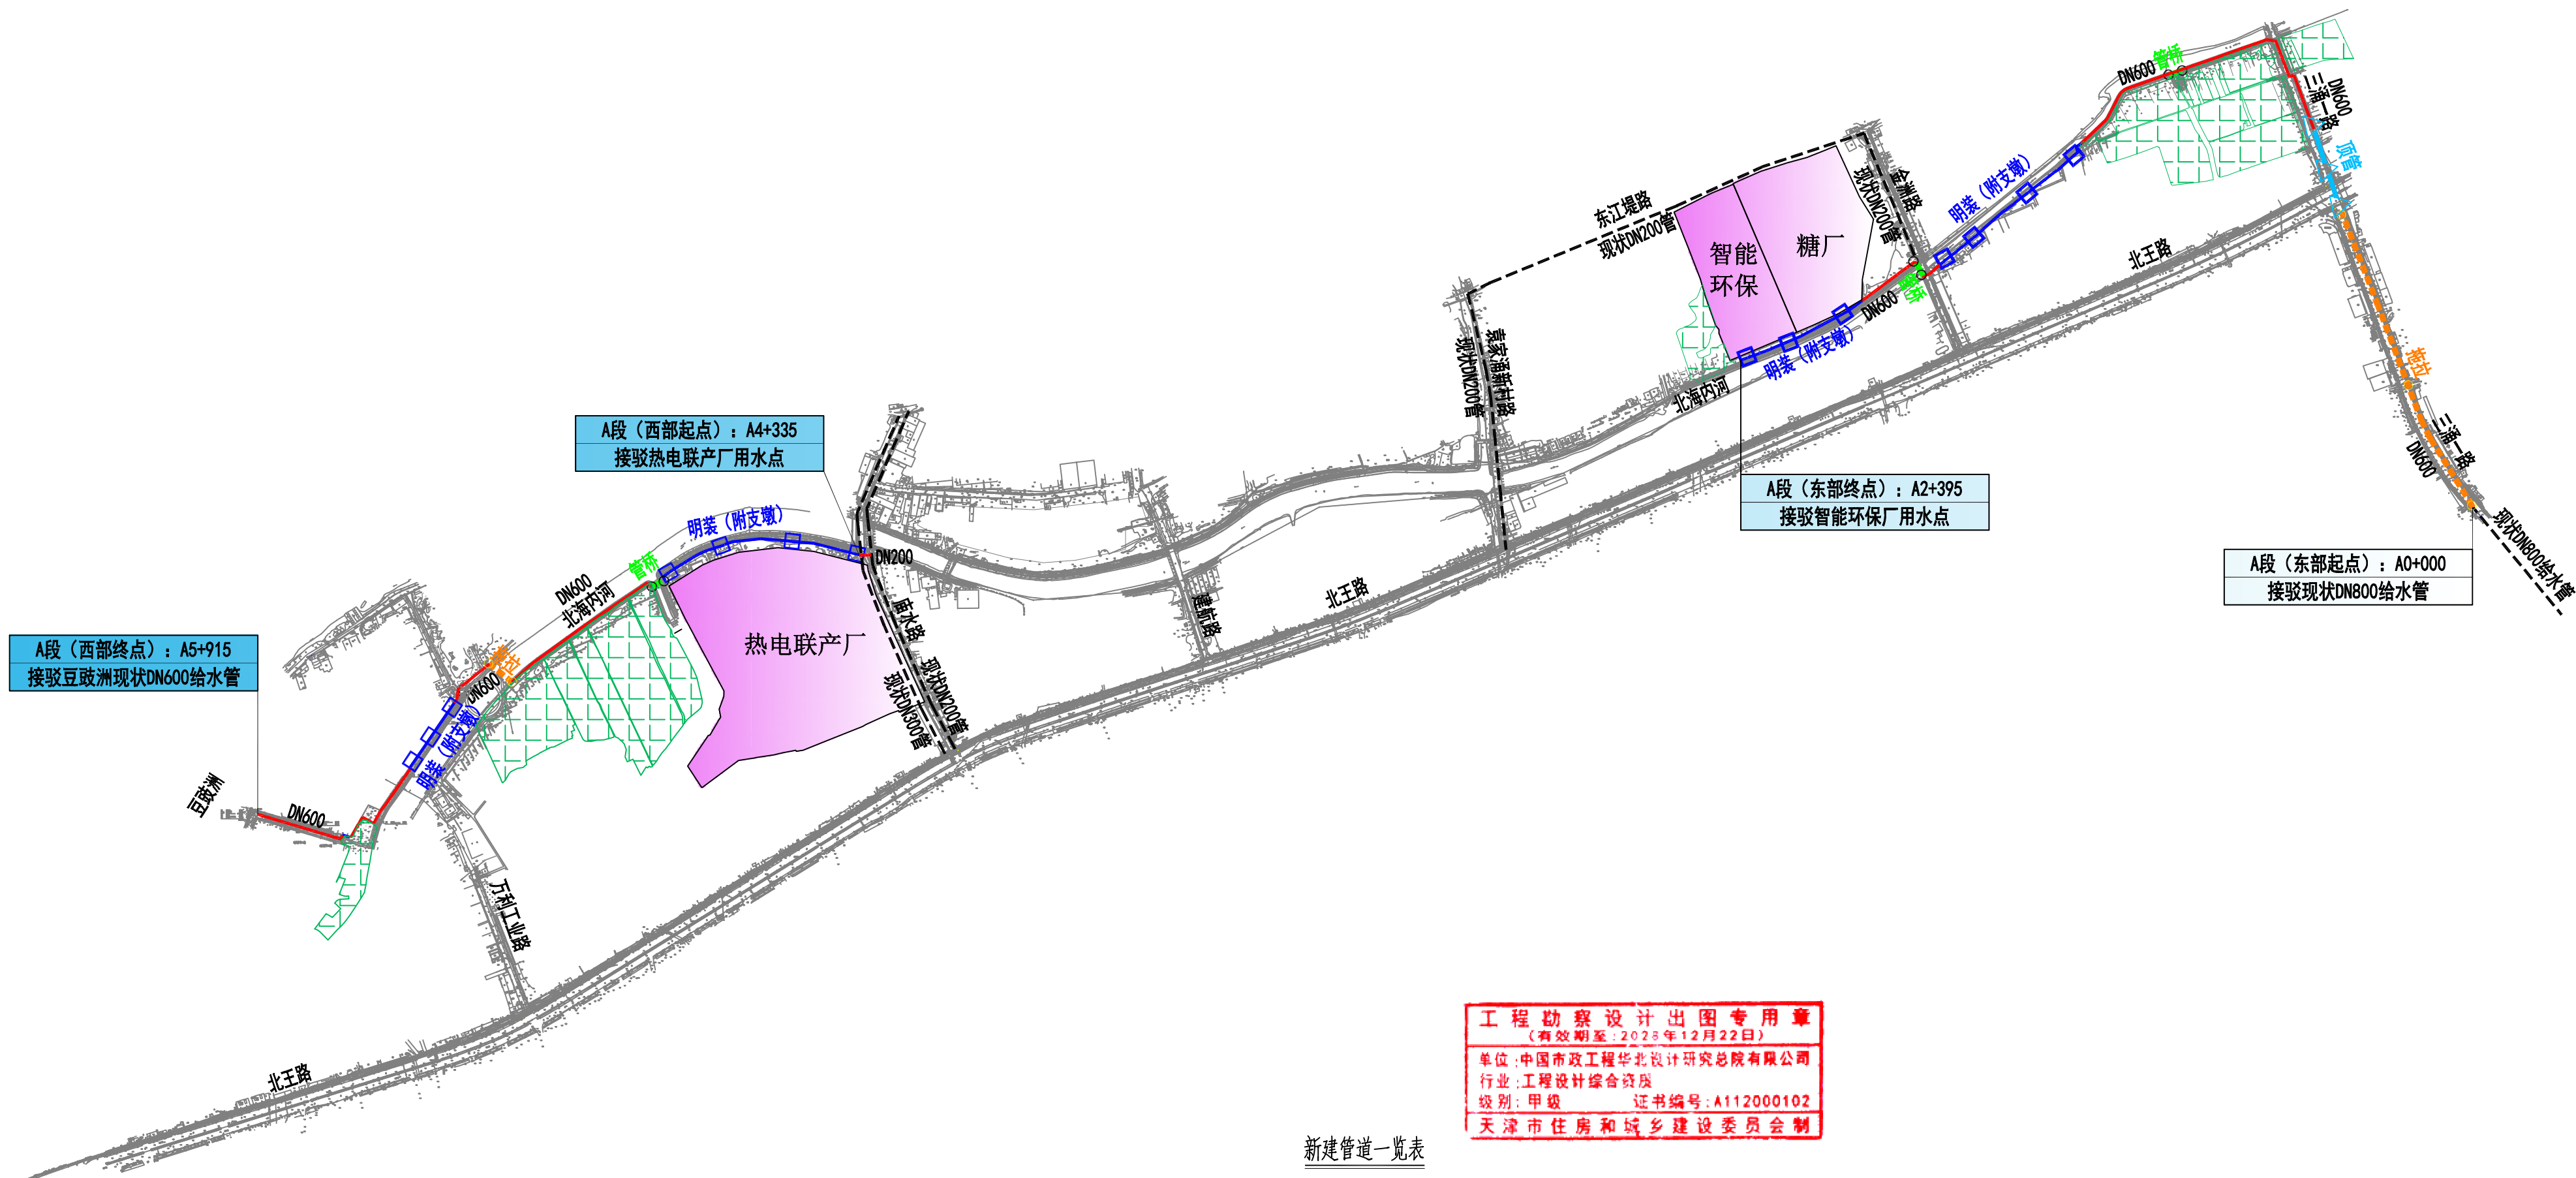 管桥
DN600
DN600
三涌一路
顶管
明装（附支墩）
金洲路
现状DN200管
东江堤路
现状DN200管
智能
环保
糖厂
北王路
管桥
DN600
明装（附支墩）
袁家涌新村路
现状DN200管
北海内河
拖拉
三涌一路
DN600
A段（西部起点）：A4+335
接驳热电联产厂用水点
A段（东部终点）：A2+395
接驳智能环保厂用水点
现状DN800给水管
A段（东部起点）：A0+000
接驳现状DN800给水管
明装（附支墩）
DN200
管桥
DN600
北海内河
庙水路
建航路
北王路
热电联产厂
现状DN200管
现状DN300管
A段（西部终点）：A5+915
接驳豆豉洲现状DN600给水管
拖拉
DN600
明装（附支墩）
豆豉洲
DN600
万利工业路
北王路
工程勘察设计出图专用章
单位:中国市政工程华北设计研究总院有限公司
行业:工程设计综合资质
级别:甲级 证书编号:A112000102
天津市住房和城乡建设委员会制
新建管道一览表